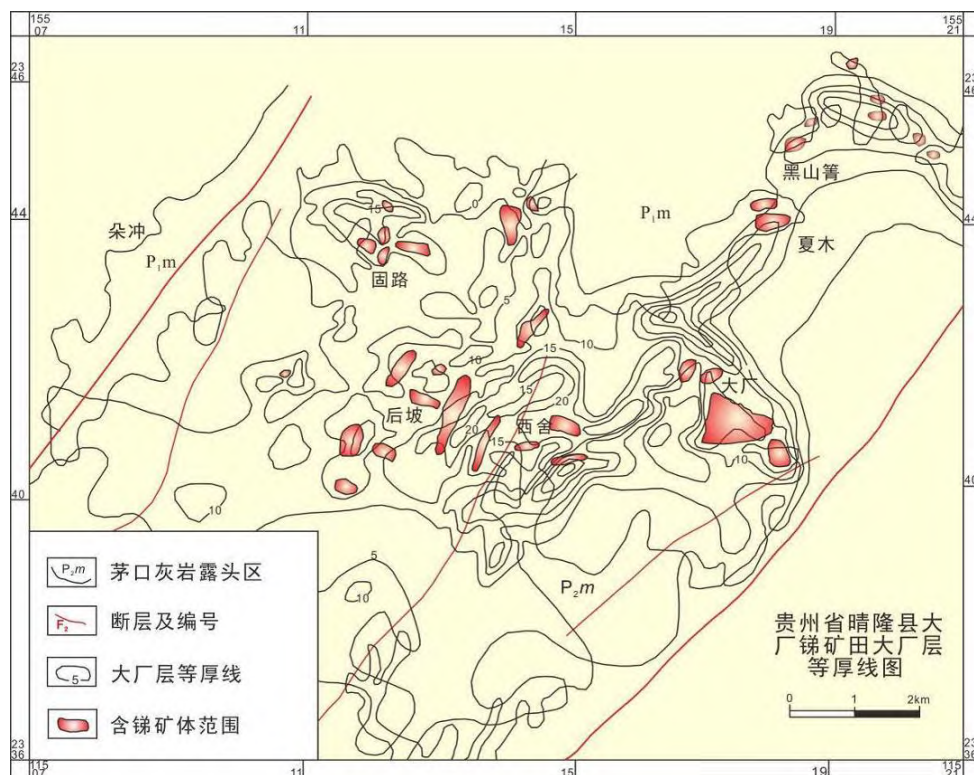 155
07
11
15
19
155
21
23
46
23
46
黑山箐
15
0
P₁m
44
44
朵冲
夏木
P₁m
固路
5
10
15
10
15
大厂
20
后坡
西舍
20
15
10
40
40
10
5
10
P₂m
P₂m 茅口灰岩露头区
F₂ 断层及编号
5 大厂层等厚线
含锑矿体范围
贵州省晴隆县大
厂锑矿田大厂层
等厚线图
0 1 2km
23
36
23
36
115
07
11
15
19
115
21